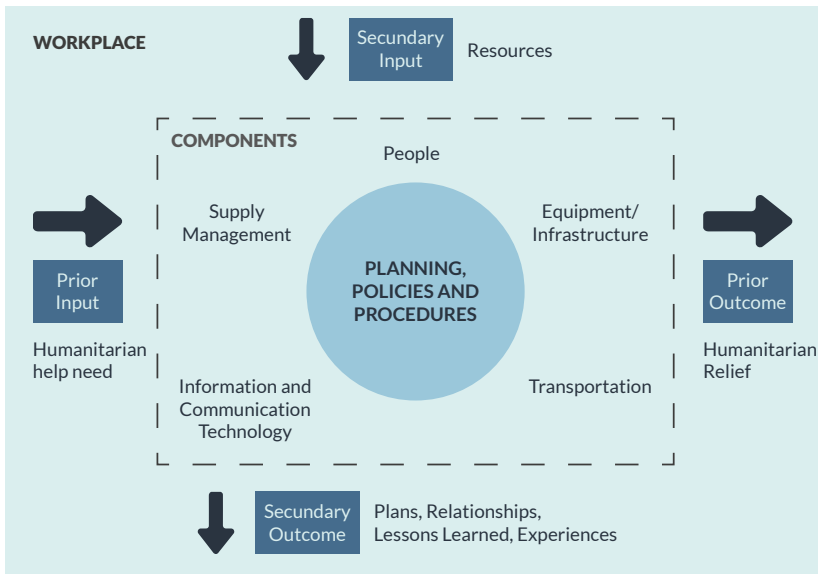 WORKPLACE
Secundary
Input
Resources
COMPONENTS
People
Supply
Management
Equipment/
Infrastructure
PLANNING,
POLICIES AND
PROCEDURES
Prior
Input
Humanitarian
help need
Prior
Outcome
Humanitarian
Relief
Information and
Communication
Technology
Transportation
Secundary
Outcome
Plans, Relationships,
Lessons Learned, Experiences